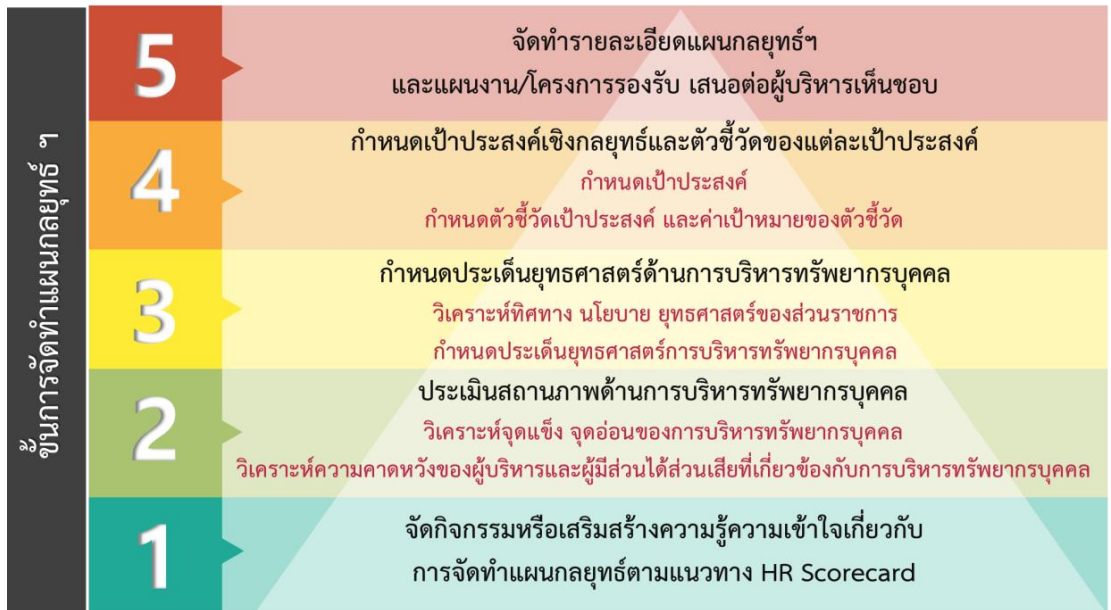 ขั้นการจัดทำแผนกลยุทธ์ ฯ
5
จัดทำรายละเอียดแผนกลยุทธ์ฯ
และแผนงาน/โครงการรองรับ เสนอต่อผู้บริหารเห็นชอบ
4
กำหนดเป้าประสงค์เชิงกลยุทธ์และตัวชี้วัดของแต่ละเป้าประสงค์
กำหนดเป้าประสงค์
กำหนดตัวชี้วัดเป้าประสงค์ และค่าเป้าหมายของตัวชี้วัด
3
กำหนดประเด็นยุทธศาสตร์ด้านการบริหารทรัพยากรบุคคล
วิเคราะห์ทิศทาง นโยบาย ยุทธศาสตร์ของส่วนราชการ
กำหนดประเด็นยุทธศาสตร์การบริหารทรัพยากรบุคคล
2
ประเมินสถานภาพด้านการบริหารทรัพยากรบุคคล
วิเคราะห์จุดแข็ง จุดอ่อนของการบริหารทรัพยากรบุคคล
วิเคราะห์ความคาดหวังของผู้บริหารและผู้มีส่วนได้ส่วนเสียที่เกี่ยวข้องกับการบริหารทรัพยากรบุคคล
1
จัดกิจกรรมหรือเสริมสร้างความรู้ความเข้าใจเกี่ยวกับ
การจัดทำแผนกลยุทธ์ตามแนวทาง HR Scorecard